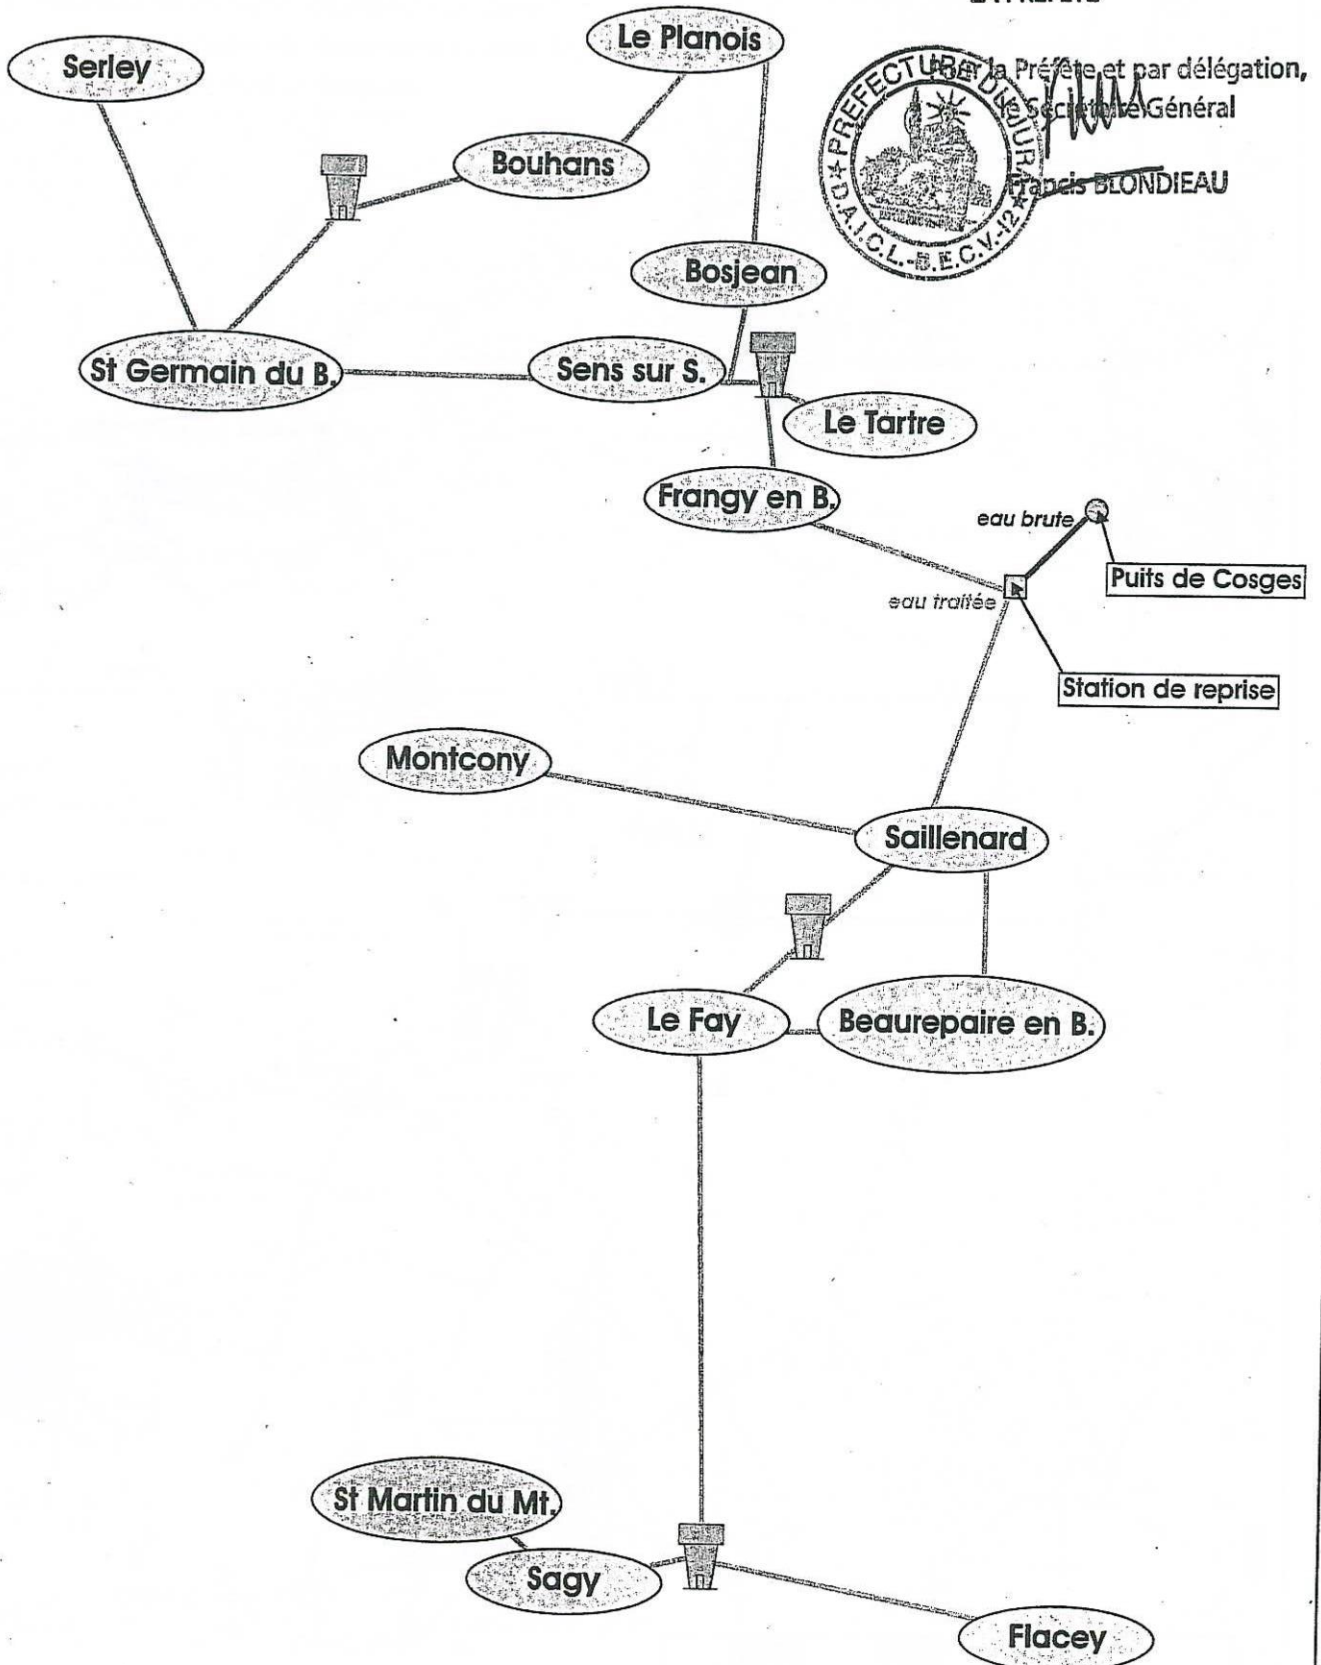 Pour la Préfète et par délégation,
le Secrétaire Général
Francis BLONDIEAU
PREFECTURE DU JURA
D.A.I.C.L.-B.E.C.V.-12
Le Planois
Serley
Bouhans
Bosjean
St Germain du B.
Sens sur S.
Le Tartre
Frangy en B.
eau brute
Puits de Cosges
eau traitée
Station de reprise
Montcony
Saillenard
Le Fay
Beaurepaire en B.
St Martin du Mt.
Sagy
Flacey